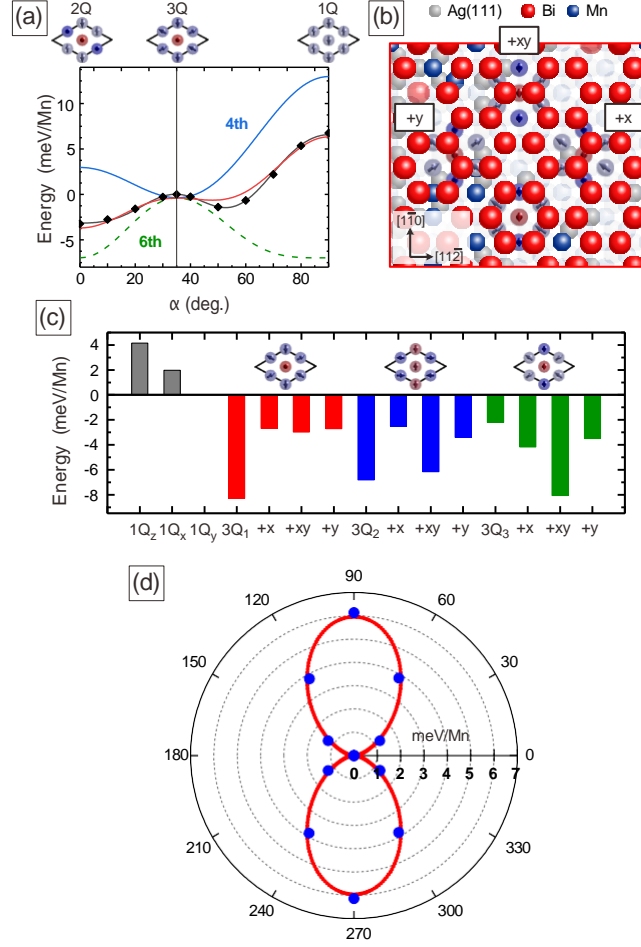 (a)
2Q 3Q 1Q
Energy (meV/Mn)
10
5
0
-5
4th
6th
0 20 40 60 80
α (deg.)
(b)
Ag(111) Bi Mn
+xy
+y
+x
[11̄0]
[112̄]
(c)
Energy (meV/Mn)
4
2
0
-2
-4
-6
-8
1Qz 1Qx 1Qy 3Q1 +x +xy +y 3Q2 +x +xy +y 3Q3 +x +xy +y
(d)
90
120 60
150 30
meV/Mn
180 0
0 1 2 3 4 5 6 7
210 330
240 300
270